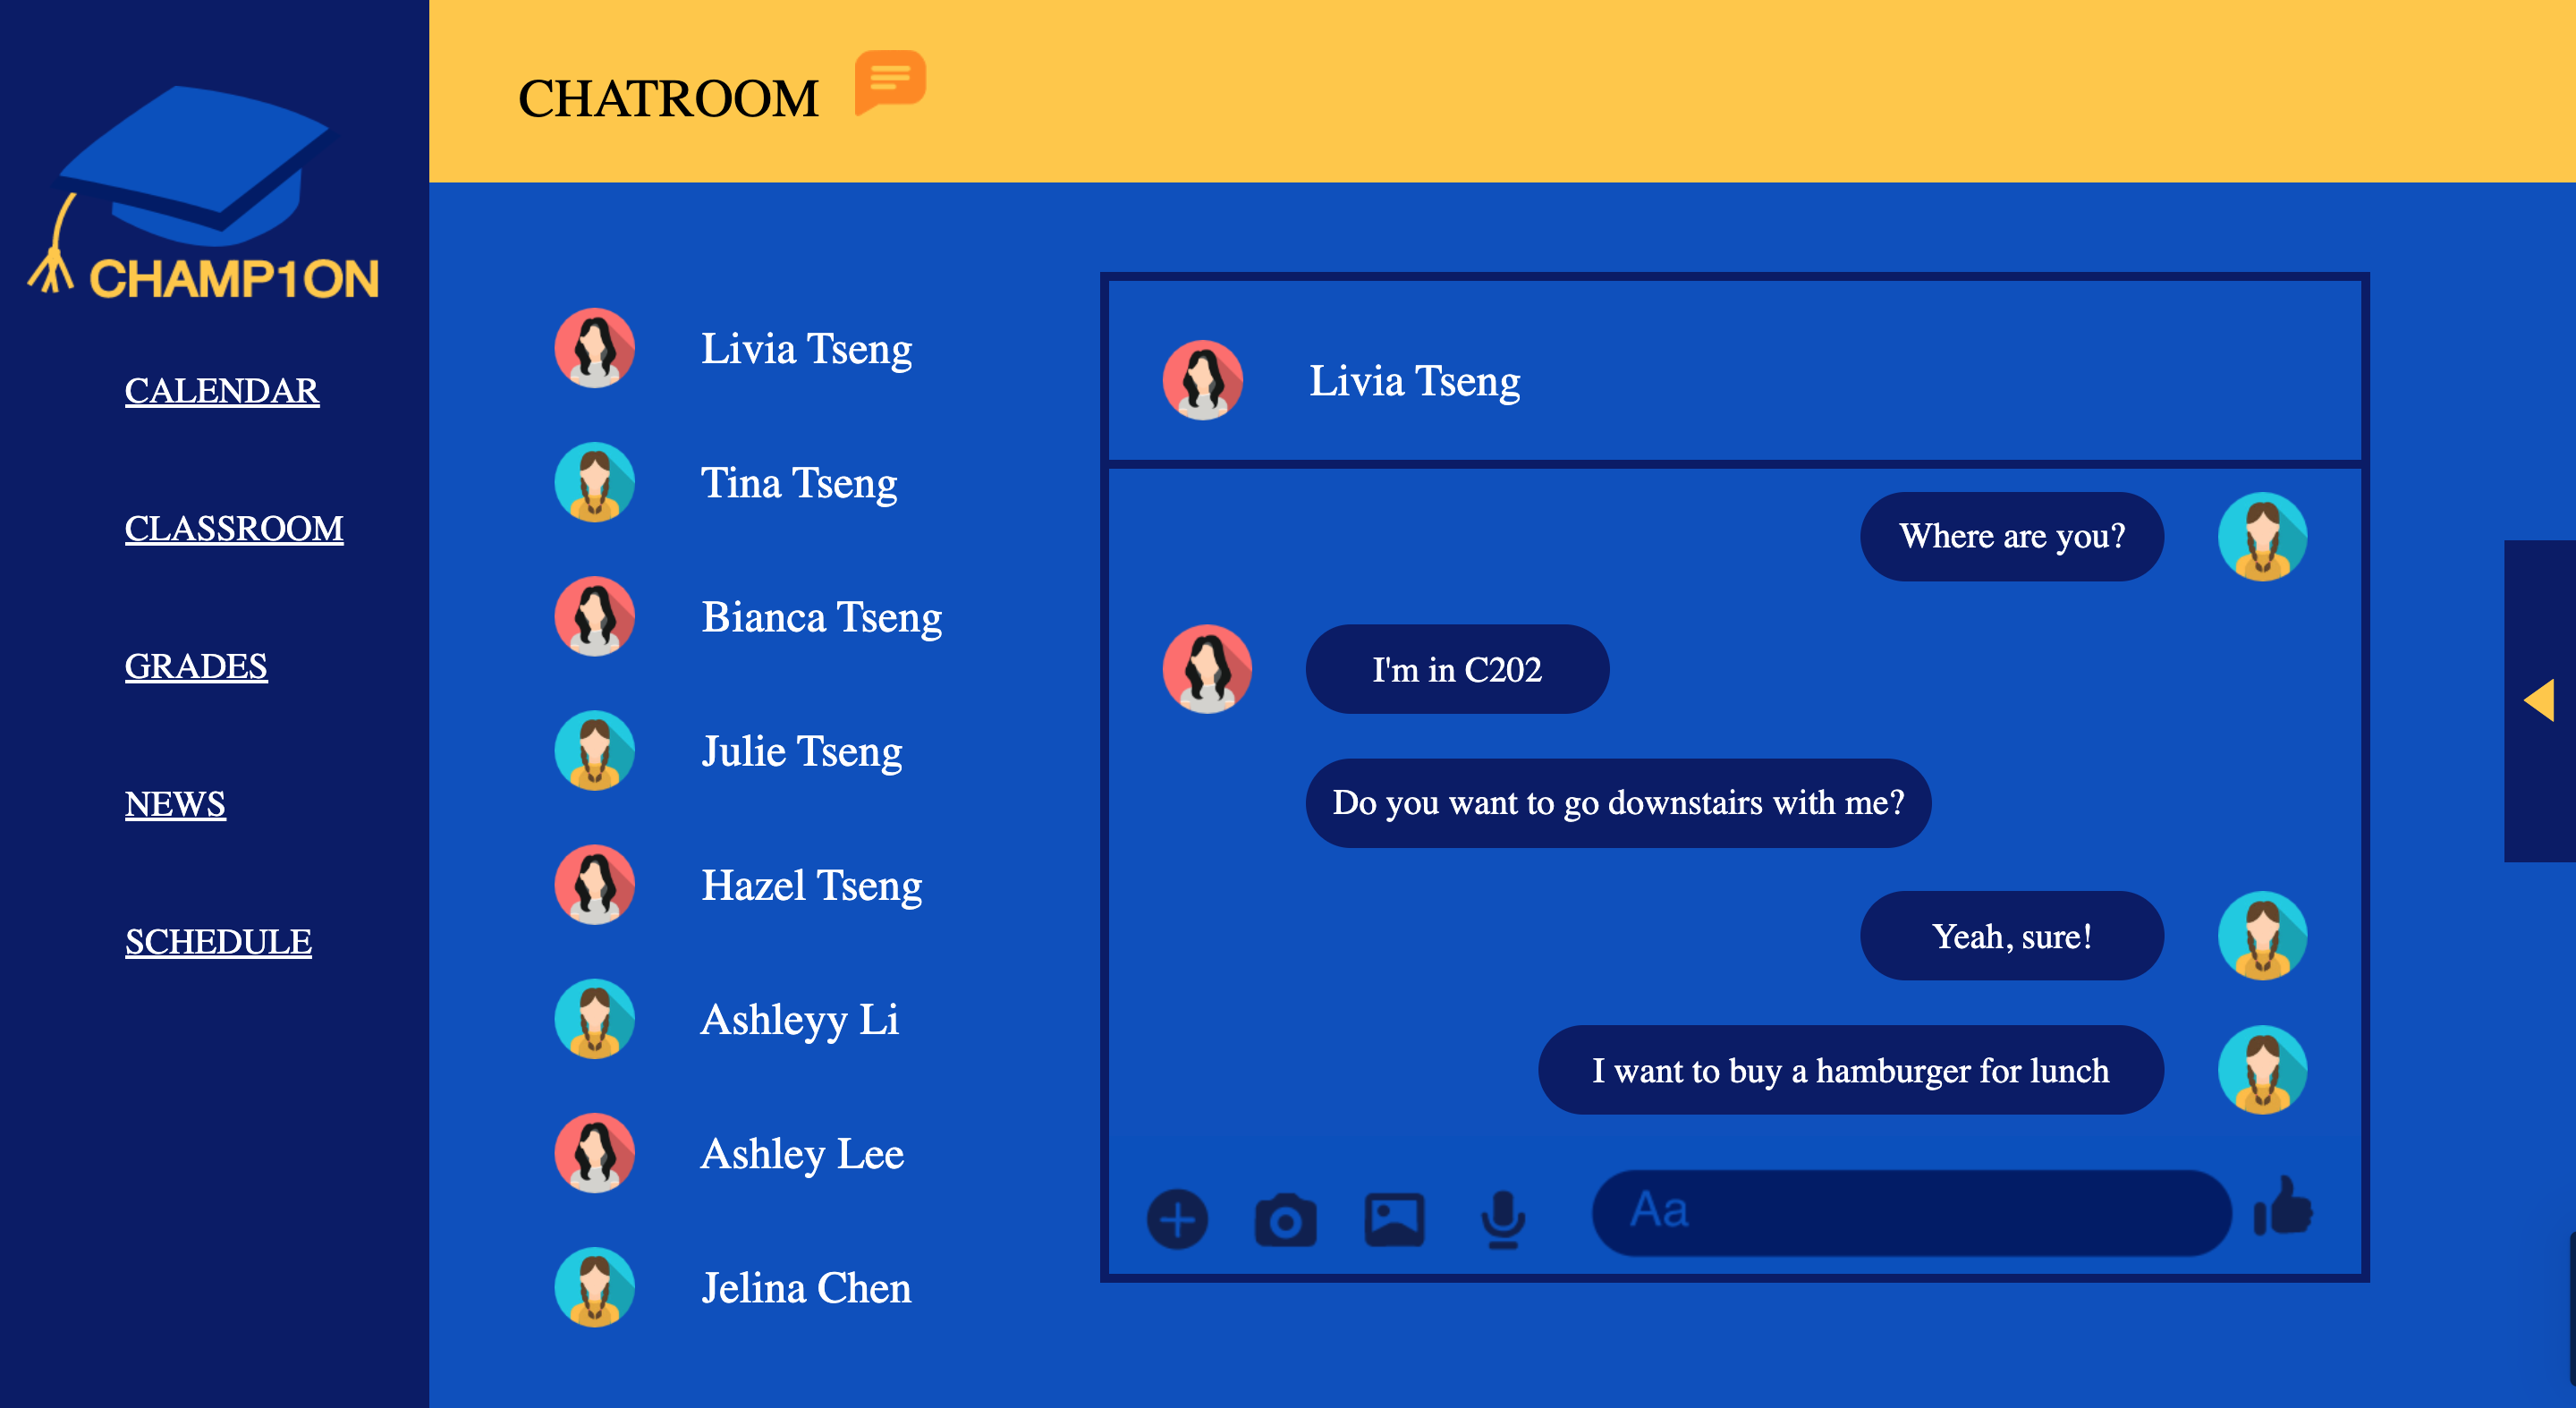 CHAMP1ON
CALENDAR
CLASSROOM
GRADES
NEWS
SCHEDULE
CHATROOM
Livia Tseng
Tina Tseng
Bianca Tseng
Julie Tseng
Hazel Tseng
Ashleyy Li
Ashley Lee
Jelina Chen
Livia Tseng
Where are you?
I'm in C202
Do you want to go downstairs with me?
Yeah, sure!
I want to buy a hamburger for lunch
Aa